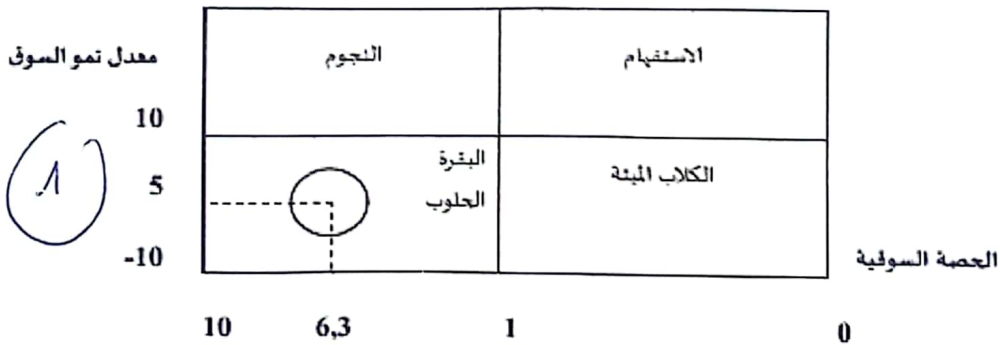 معدل نمو السوق
النجوم
الاستفهام
10
1
5
-10
البقرة
الحلوب
الكلاب الميتة
الحصة السوقية
10
6,3
1
0